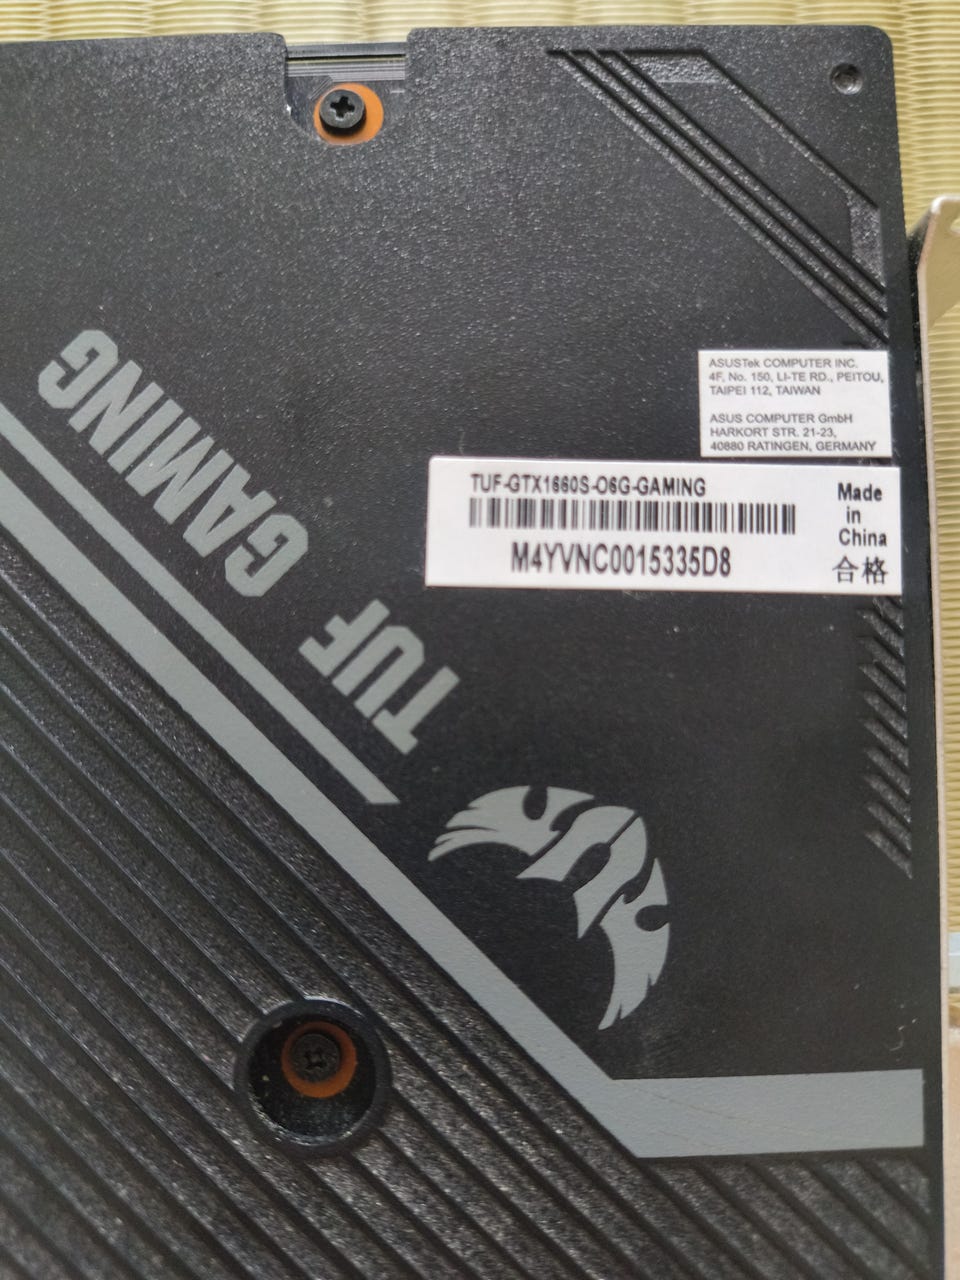 ASUSTek COMPUTER INC.
4F, No. 150, LI-TE RD., PEITOU,
TAIPEI 112, TAIWAN
ASUS COMPUTER GmbH
HARKORT STR. 21-23,
40880 RATINGEN, GERMANY
TUF-GTX1660S-O6G-GAMING
M4YVNC0015335D8
Made
in
China
合格
TUF GAMING